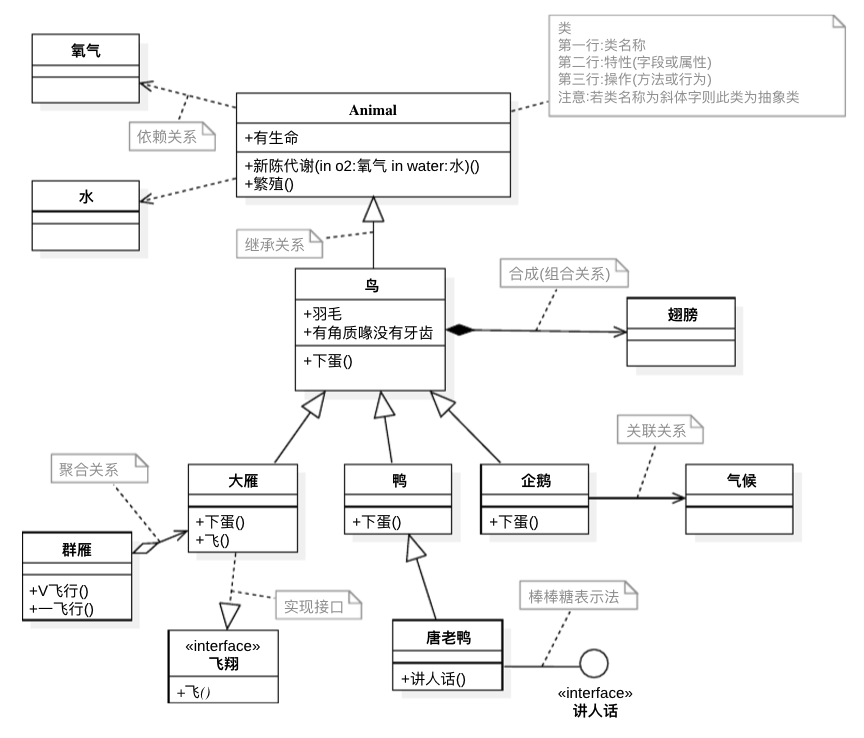 类
第一行:类名称
第二行:特性(字段或属性)
第三行:操作(方法或行为)
注意:若类名称为斜体字则此类为抽象类
氧气
Animal
+有生命
+新陈代谢(in o2:氧气 in water:水)()
+繁殖()
依赖关系
水
继承关系
鸟
+羽毛
+有角质喙没有牙齿
+下蛋()
合成(组合关系)
翅膀
关联关系
聚合关系
大雁
+下蛋()
+飞()
鸭
+下蛋()
企鹅
+下蛋()
气候
群雁
+V飞行()
+一飞行()
实现接口
棒棒糖表示法
«interface»
飞翔
+飞()
唐老鸭
+讲人话()
«interface»
讲人话